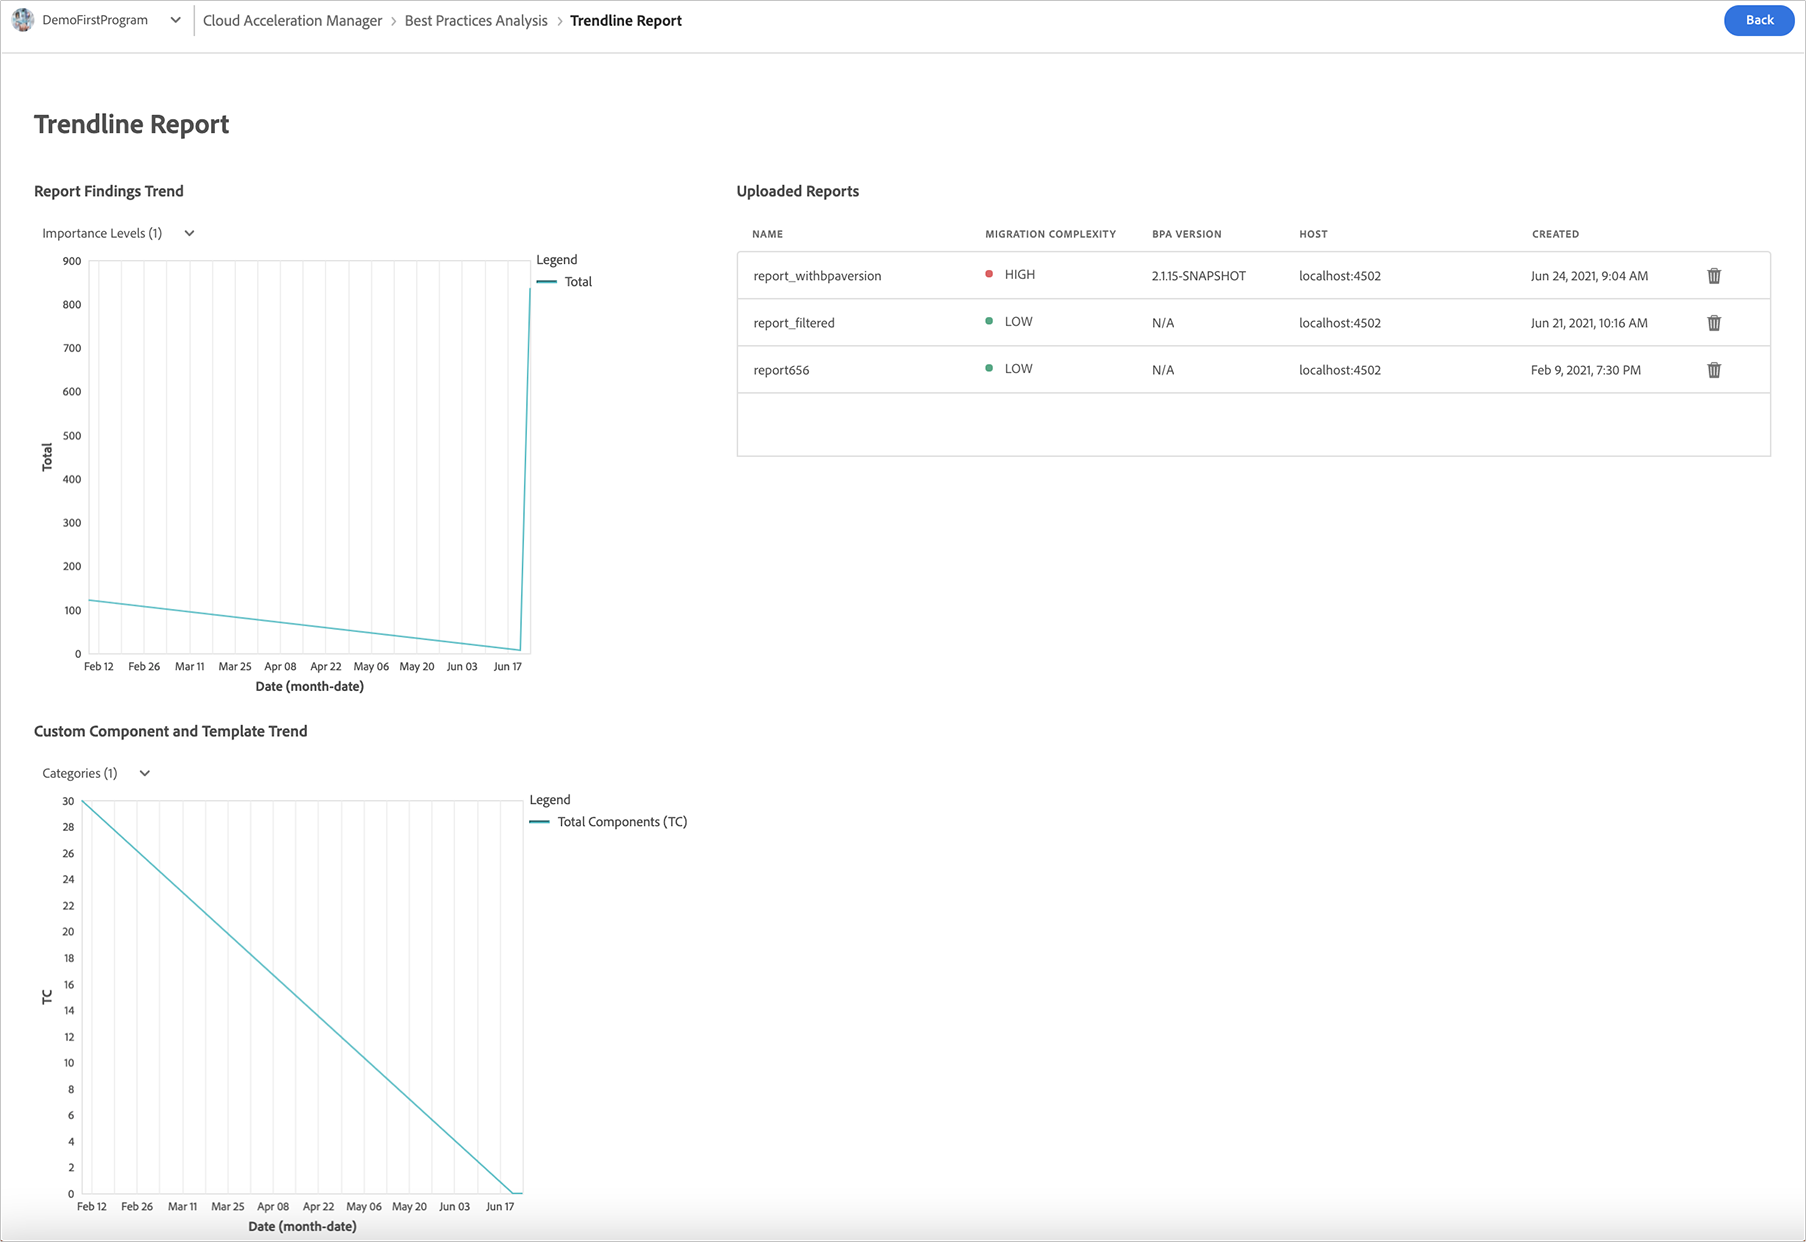 DemoFirstProgram
Cloud Acceleration Manager > Best Practices Analysis > Trendline Report
Back
Trendline Report
Report Findings Trend
Importance Levels (1)
900
800
700
600
500
400
300
200
100
0
Total
Feb 12 Feb 26 Mar 11 Mar 25 Apr 08 Apr 22 May 06 May 20 Jun 03 Jun 17
Date (month-date)
Legend
Total
Uploaded Reports
NAME MIGRATION COMPLEXITY BPA VERSION HOST CREATED
report_withbpaversion HIGH 2.1.15-SNAPSHOT localhost:4502 Jun 24, 2021, 9:04 AM
report_filtered LOW N/A localhost:4502 Jun 21, 2021, 10:16 AM
report656 LOW N/A localhost:4502 Feb 9, 2021, 7:30 PM
Custom Component and Template Trend
Categories (1)
30
28
26
24
22
20
18
16
14
12
10
8
6
4
2
0
TC
Feb 12 Feb 26 Mar 11 Mar 25 Apr 08 Apr 22 May 06 May 20 Jun 03 Jun 17
Date (month-date)
Legend
Total Components (TC)